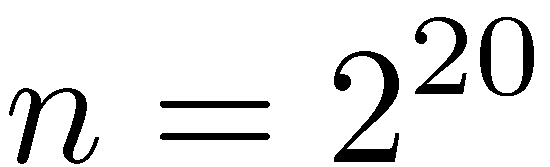 n = 2^{20}